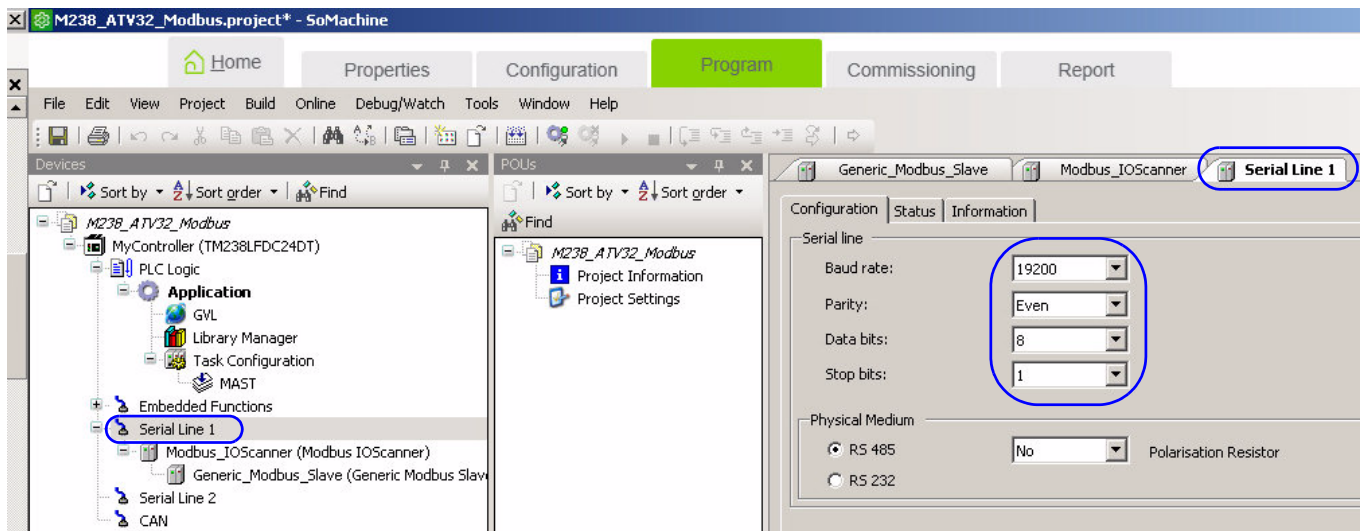 M238_ATV32_Modbus.project* - SoMachine
Home
Properties
Configuration
Program
Commissioning
Report
File Edit View Project Build Online Debug/Watch Tools Window Help
Devices
Sort by
Sort order
Find
M238_ATV32_Modbus
MyController (TM238LFDC24DT)
PLC Logic
Application
GVL
Library Manager
Task Configuration
MAST
Embedded Functions
Serial Line 1
Modbus_IOScanner (Modbus IOScanner)
Generic_Modbus_Slave (Generic Modbus Slav
Serial Line 2
CAN
POUs
Sort by
Sort order
Find
M238_ATV32_Modbus
Project Information
Project Settings
Generic_Modbus_Slave
Modbus_IOScanner
Serial Line 1
Configuration Status Information
Serial line
Baud rate: 19200
Parity: Even
Data bits: 8
Stop bits: 1
Physical Medium
RS 485 No Polarisation Resistor
RS 232